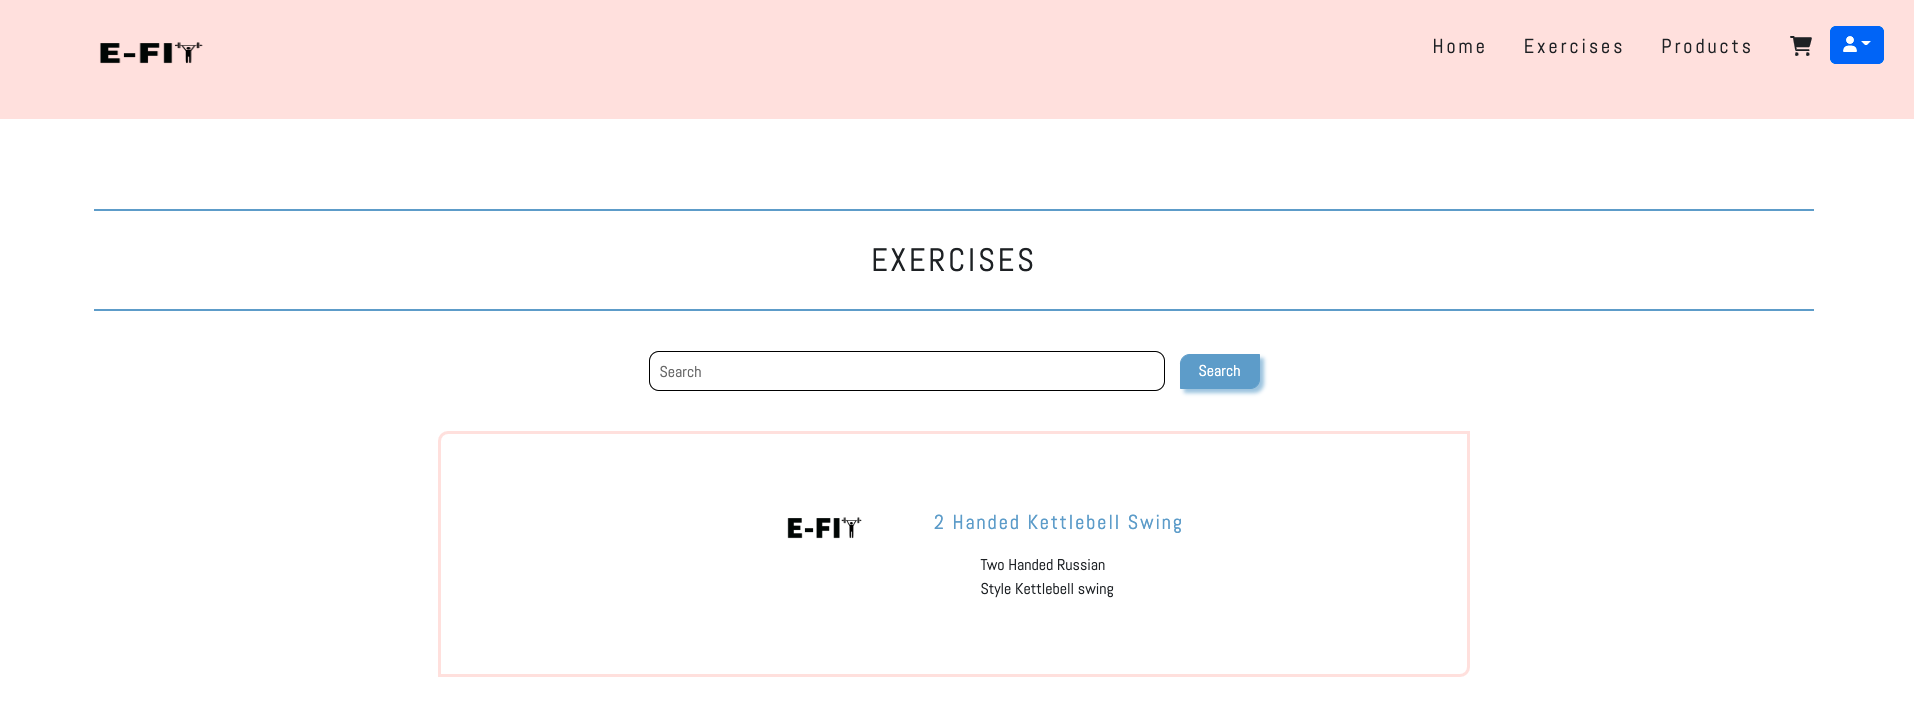 E-FIT
Home Exercises Products
EXERCISES
Search Search
E-FIT
2 Handed Kettlebell Swing
Two Handed Russian
Style Kettlebell swing